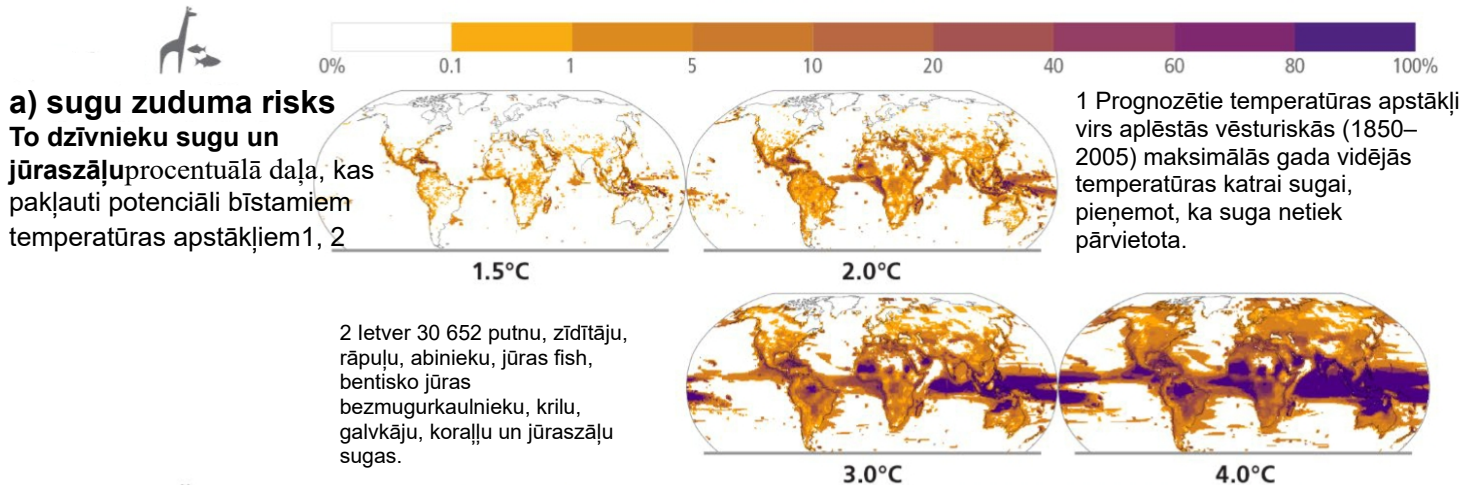 0%
0.1
1
5
10
20
40
60
80
100%
a) sugu zuduma risks
To dzīvnieku sugu un
jūraszāļuprocentuālā daļa, kas
pakļauti potenciāli bīstamiem
temperatūras apstākļiem1, 2
1.5°C
2.0°C
1 Prognozētie temperatūras apstākļi
virs aplēstās vēsturiskās (1850–
2005) maksimālās gada vidējās
temperatūras katrai sugai,
pieņemot, ka suga netiek
pārvietota.
2 Ietver 30 652 putnu, zīdītāju,
rāpuļu, abinieku, jūras fish,
bentisko jūras
bezmugurkaulnieku, krilu,
galvkāju, koraļļu un jūraszāļu
sugas.
3.0°C
4.0°C